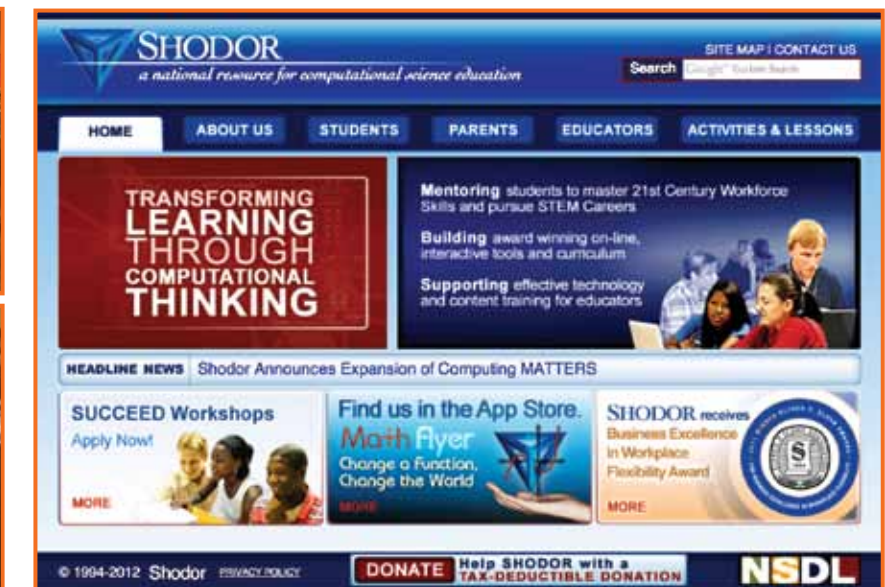 SHODOR
a national resource for computational science education
SITE MAP | CONTACT US
Search
HOME ABOUT US STUDENTS PARENTS EDUCATORS ACTIVITIES & LESSONS
TRANSFORMING
LEARNING
THROUGH
COMPUTATIONAL
THINKING
Mentoring students to master 21st Century Workforce
Skills and pursue STEM Careers
Building award winning on-line,
interactive tools and curriculum
Supporting effective technology
and content training for educators
HEADLINE NEWS Shodor Announces Expansion of Computing MATTERS
SUCCEED Workshops
Apply Now!
MORE
Find us in the App Store.
Math Flyer
Change a Function,
Change the World
MORE
SHODOR receives
Business Excellence
in Workplace
Flexibility Award
MORE
© 1994-2012 Shodor PRIVACY POLICY
DONATE Help SHODOR with a
TAX-DEDUCTIBLE DONATION
NSDL